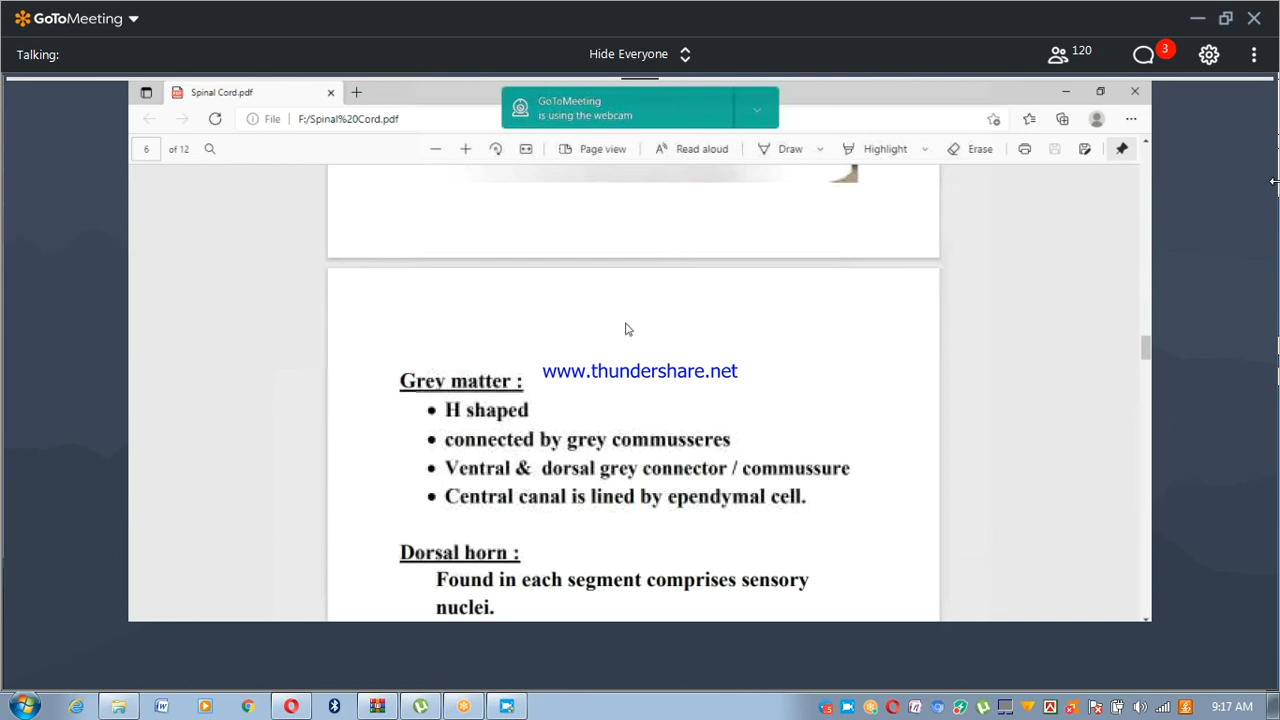 GoToMeeting
Talking:
Hide Everyone
120
3
Spinal Cord.pdf
GoToMeeting
is using the webcam
File
F:/Spinal%20Cord.pdf
6
of 12
Page view
Read aloud
Draw
Highlight
Erase
www.thundershare.net
Grey matter :
• H shaped
• connected by grey commusseres
• Ventral & dorsal grey connector / commussure
• Central canal is lined by ependymal cell.
Dorsal horn :
Found in each segment comprises sensory
nuclei.
9:17 AM